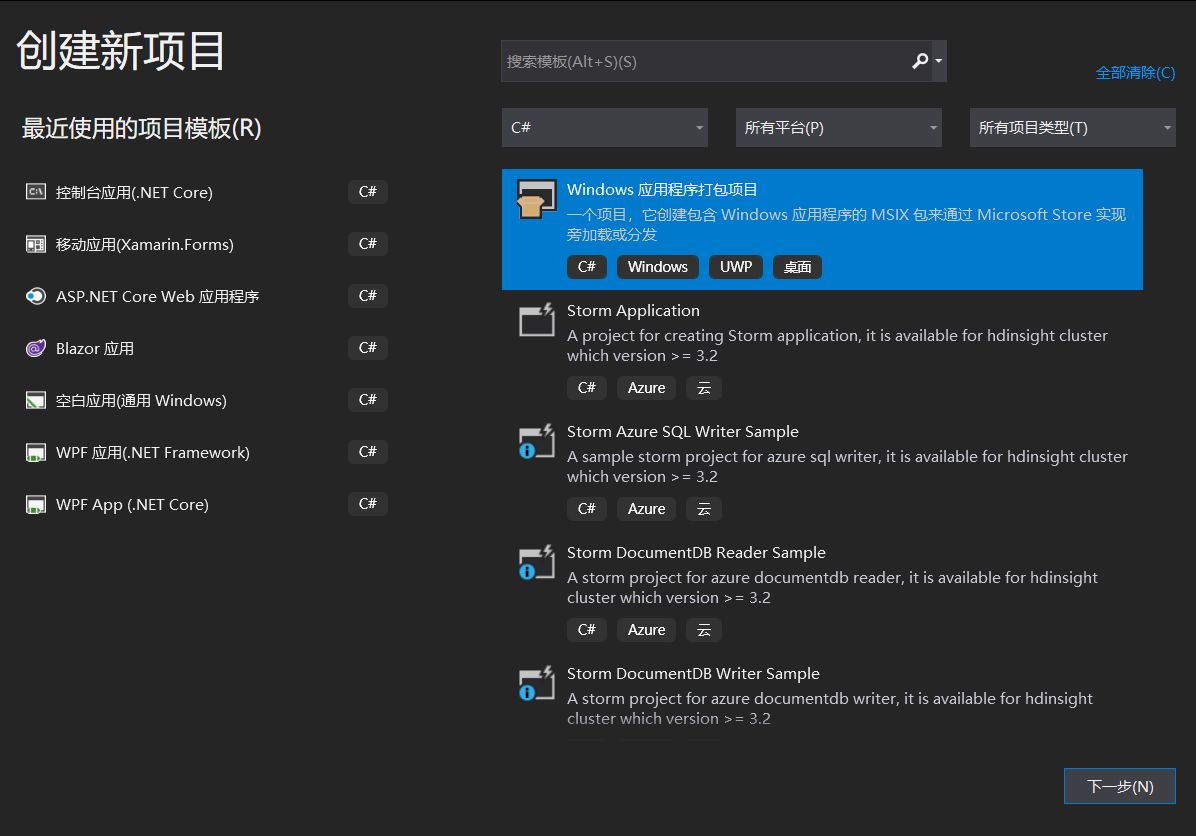 创建新项目
搜索模板(Alt+S)(S)
全部清除(C)
最近使用的项目模板(R)
C#
所有平台(P)
所有项目类型(T)
控制台应用(.NET Core)
C#
移动应用(Xamarin.Forms)
C#
ASP.NET Core Web 应用程序
C#
Blazor 应用
C#
空白应用(通用 Windows)
C#
WPF 应用(.NET Framework)
C#
WPF App (.NET Core)
C#
Windows 应用程序打包项目
一个项目，它创建包含 Windows 应用程序的 MSIX 包来通过 Microsoft Store 实现
旁加载或分发
C# Windows UWP 桌面
Storm Application
A project for creating Storm application, it is available for hdinsight cluster
which version >= 3.2
C# Azure 云
Storm Azure SQL Writer Sample
A sample storm project for azure sql writer, it is available for hdinsight cluster
which version >= 3.2
C# Azure 云
Storm DocumentDB Reader Sample
A storm project for azure documentdb reader, it is available for hdinsight
cluster which version >= 3.2
C# Azure 云
Storm DocumentDB Writer Sample
A storm project for azure documentdb writer, it is available for hdinsight
cluster which version >= 3.2
下一步(N)